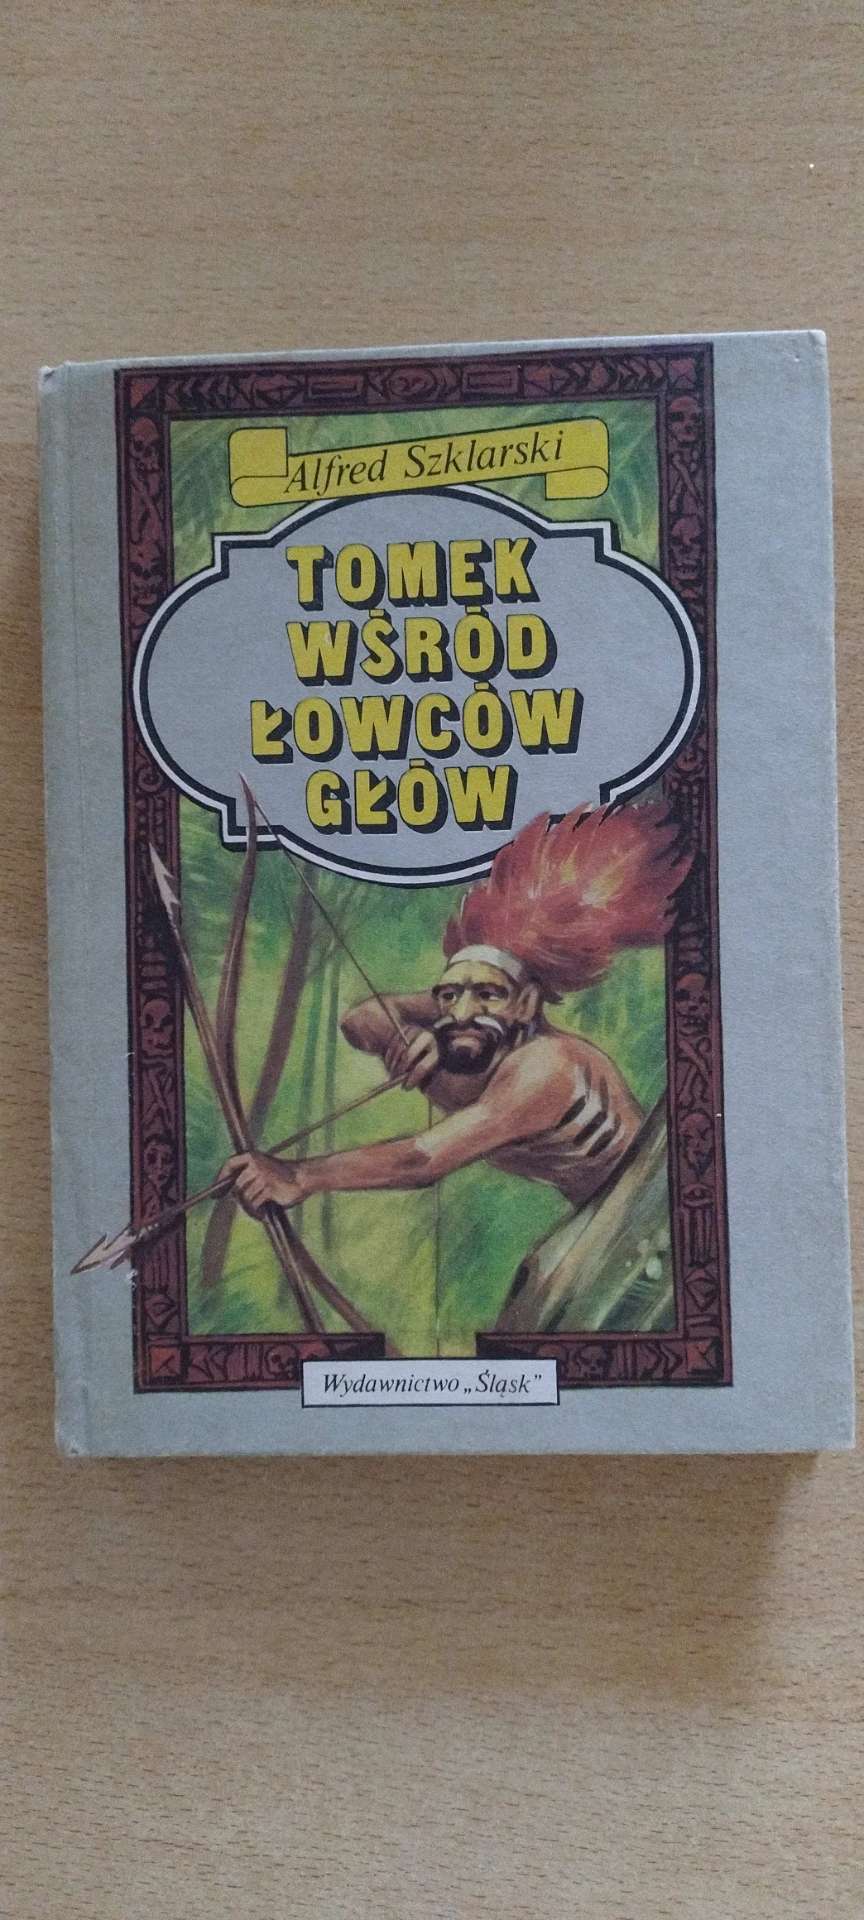 Alfred Szklarski
TOMEK
WŚRÓD
ŁOWCÓW
GŁÓW
Wydawnictwo „Śląsk”